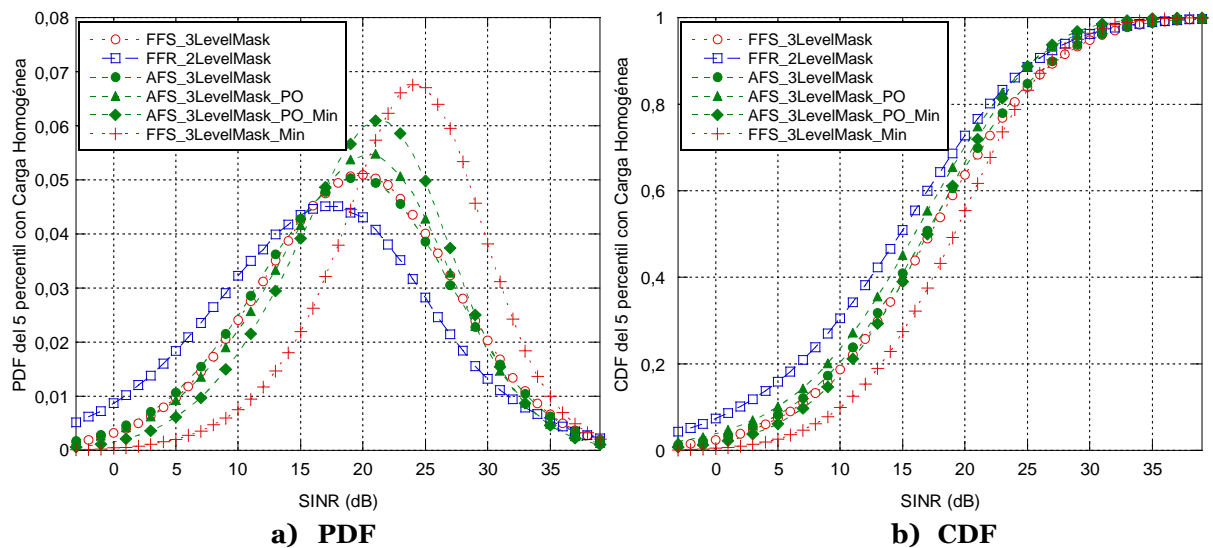 PDF del 5 percentil con Carga Homogénea
0,08
0,07
0,06
0,05
0,04
0,03
0,02
0,01
0
FFS_3LevelMask
FFR_2LevelMask
AFS_3LevelMask
AFS_3LevelMask_PO
AFS_3LevelMask_PO_Min
FFS_3LevelMask_Min
0 5 10 15 20 25 30 35
SINR (dB)
a) PDF
CDF del 5 percentil con Carga Homogénea
1
0,8
0,6
0,4
0,2
0
FFS_3LevelMask
FFR_2LevelMask
AFS_3LevelMask
AFS_3LevelMask_PO
AFS_3LevelMask_PO_Min
FFS_3LevelMask_Min
0 5 10 15 20 25 30 35
SINR (dB)
b) CDF